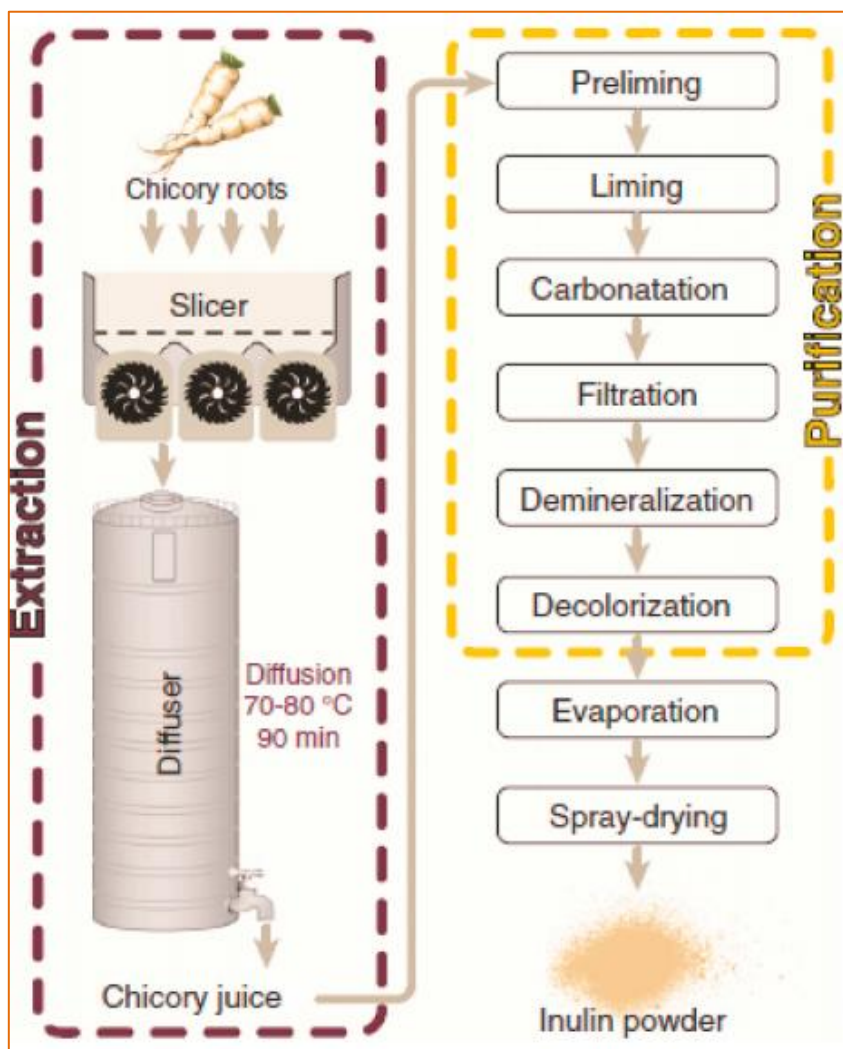 Extraction
Chicory roots
Slicer
Diffuser
Diffusion
70-80 °C
90 min
Chicory juice
Purification
Preliming
Liming
Carbonatation
Filtration
Demineralization
Decolorization
Evaporation
Spray-drying
Inulin powder